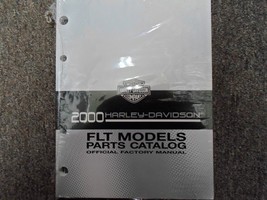 2000 HARLEY-DAVIDSON
FLT MODELS
PARTS CATALOG
OFFICIAL FACTORY MANUAL